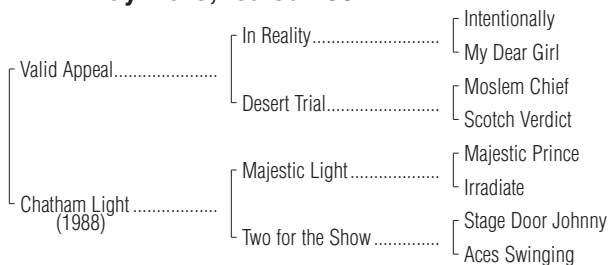 Intentionally
In Reality..............................
My Dear Girl
Valid Appeal........................
Moslem Chief
Desert Trial..........................
Scotch Verdict
Majestic Prince
Majestic Light.....................
Irradiate
Chatham Light....................
(1988)
Stage Door Johnny
Two for the Show...............
Aces Swinging